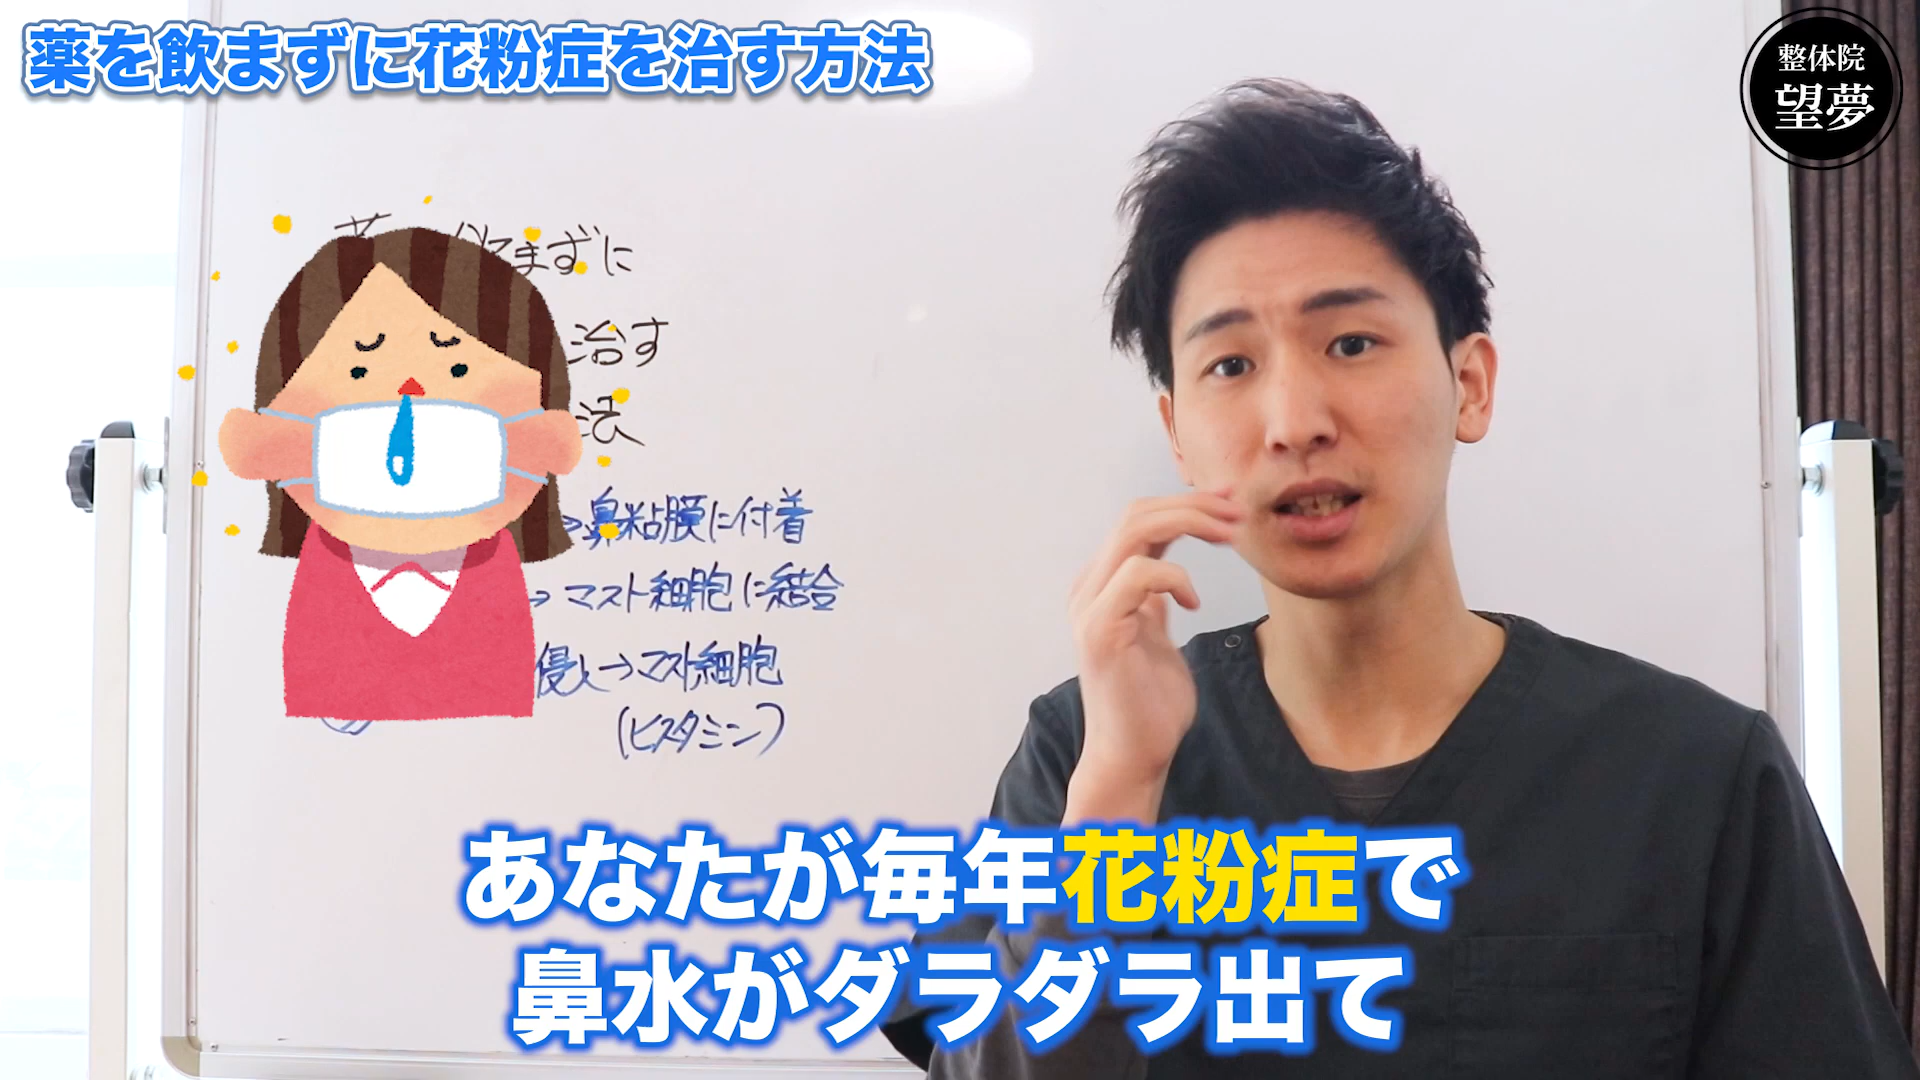 薬を飲まずに花粉症を治す方法
整体院
望夢
まずに
治す
法
→鼻粘膜に付着
→マスト細胞に結合
侵入→マスト細胞
(ヒスタミン)
あなたが毎年花粉症で
鼻水がダラダラ出て